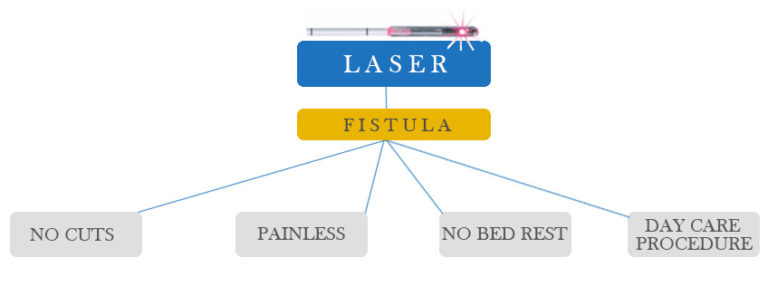 LASER
FISTULA
NO CUTS
PAINLESS
NO BED REST
DAY CARE
PROCEDURE